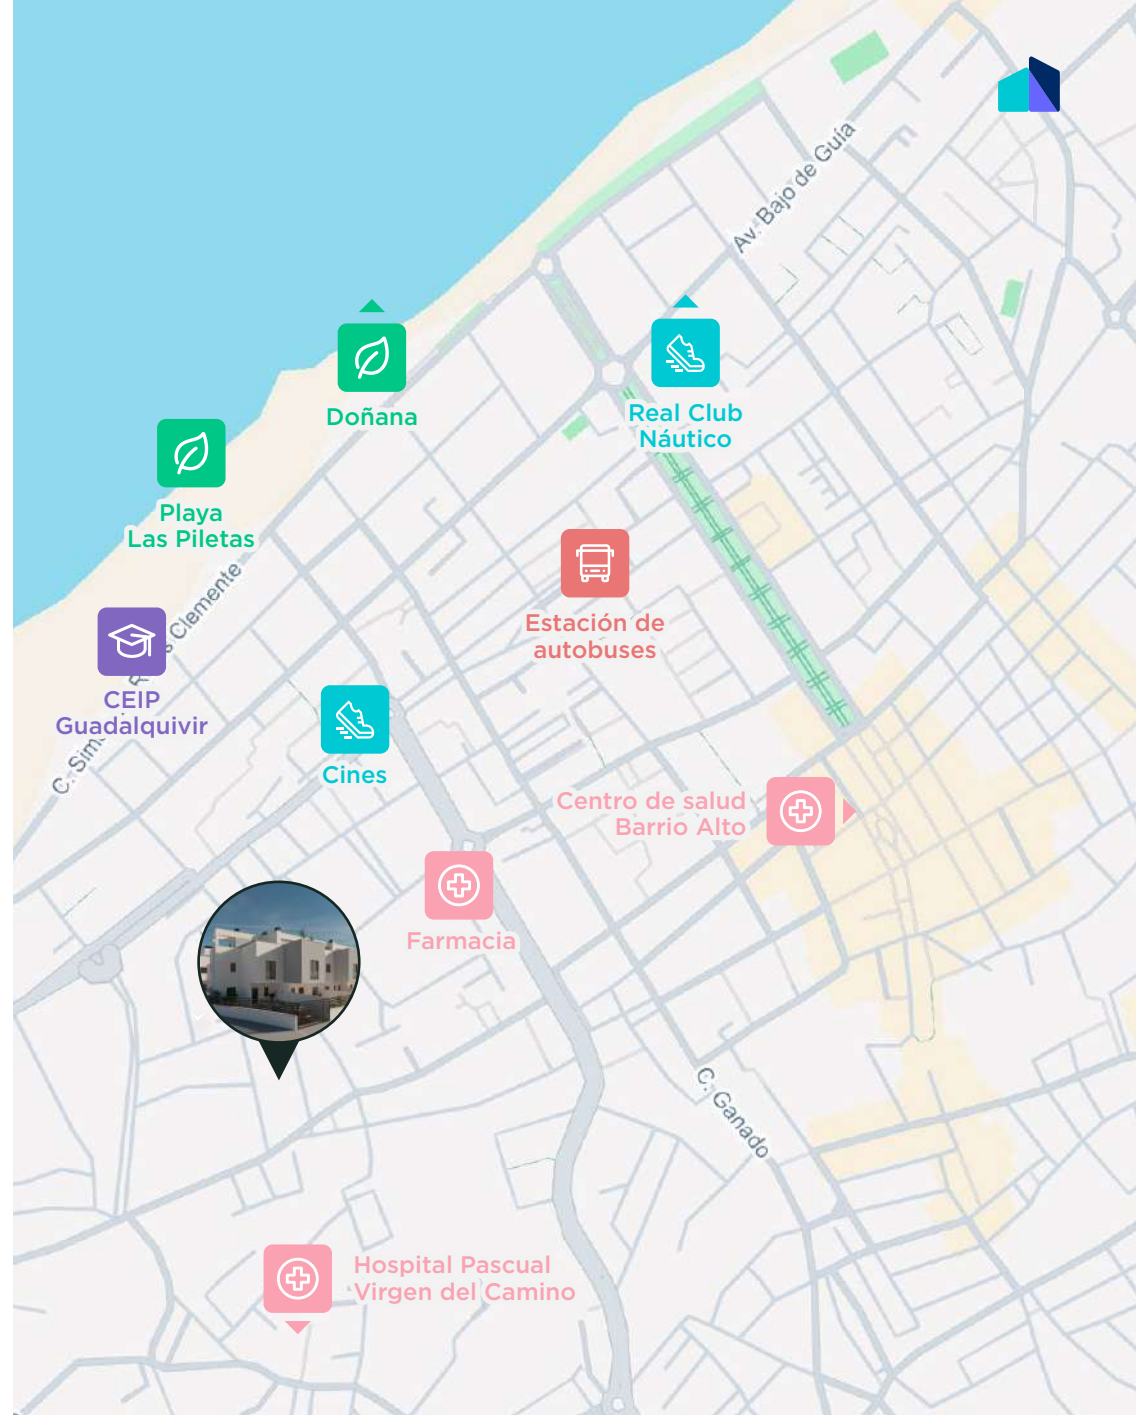 Av. Bajo de Guía
Doñana
Real Club
Náutico
Playa
Las Piletas
Clemente
Estación de
autobuses
CEIP
Guadalquivir
C. Sim
Cines
Centro de salud
Barrio Alto
Farmacia
C. Ganado
Hospital Pascual
Virgen del Camino